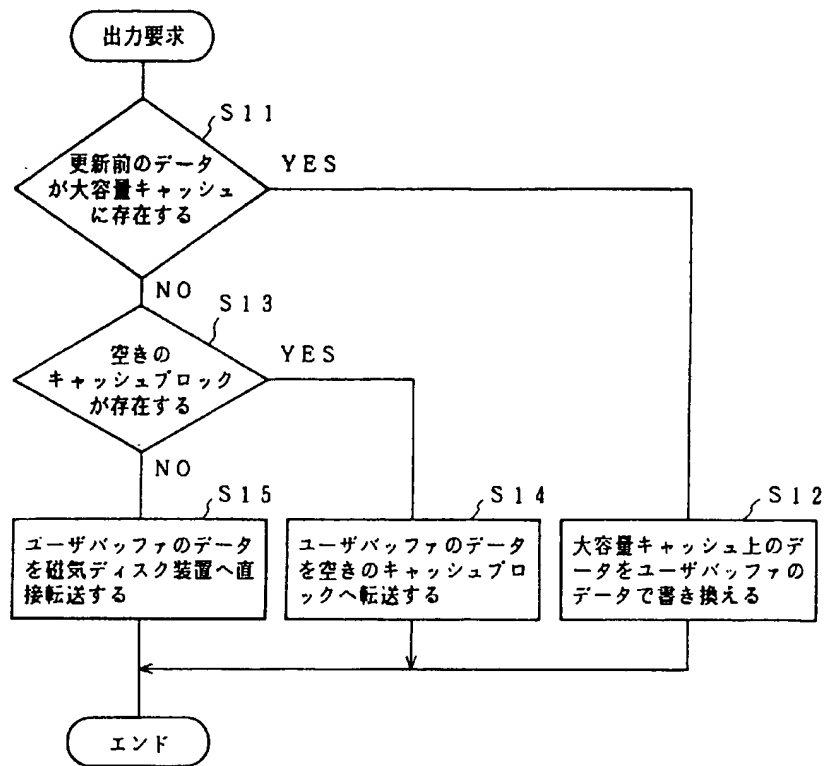 出力要求
S11
更新前のデータ
が大容量キャッシュ
に存在する
YES
NO
S13
空きの
キャッシュブロック
が存在する
YES
NO
S15
ユーザバッファのデータ
を磁気ディスク装置へ直
接転送する
S14
ユーザバッファのデータ
を空きのキャッシュブロ
ックへ転送する
S12
大容量キャッシュ上のデ
ータをユーザバッファの
データで書き換える
エンド